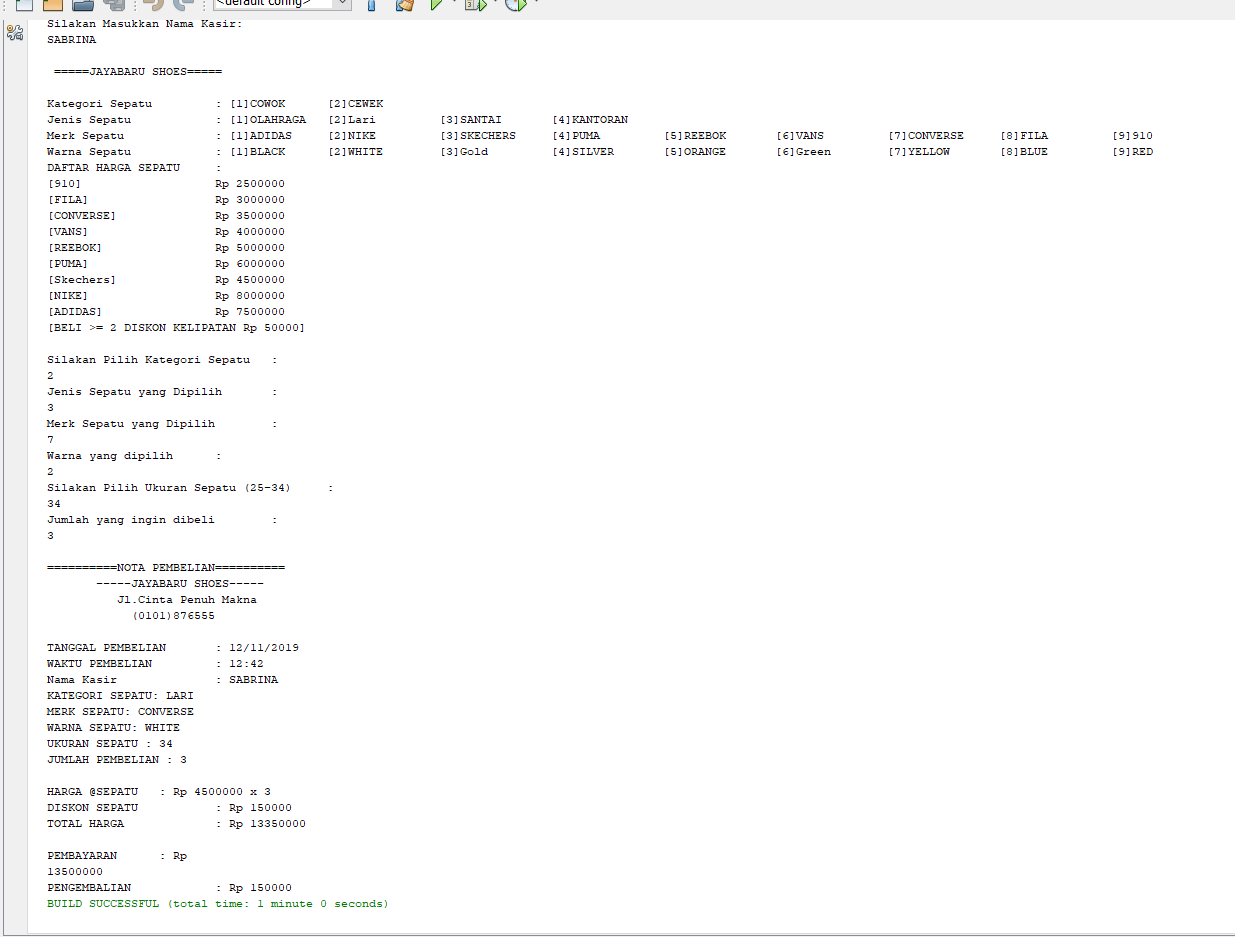 <default config>
Silakan Masukkan Nama Kasir:
SABRINA
=====JAYABARU SHOES=====
Kategori Sepatu : [1]COWOK [2]CEWEK
Jenis Sepatu : [1]OLAHRAGA [2]Lari [3]SANTAI [4]KANTORAN
Merk Sepatu : [1]ADIDAS [2]NIKE [3]SKECHERS [4]PUMA [5]REEBOK [6]VANS [7]CONVERSE [8]FILA [9]910
Warna Sepatu : [1]BLACK [2]WHITE [3]Gold [4]SILVER [5]ORANGE [6]Green [7]YELLOW [8]BLUE [9]RED
DAFTAR HARGA SEPATU :
[910] Rp 2500000
[FILA] Rp 3000000
[CONVERSE] Rp 3500000
[VANS] Rp 4000000
[REEBOK] Rp 5000000
[PUMA] Rp 6000000
[Skechers] Rp 4500000
[NIKE] Rp 8000000
[ADIDAS] Rp 7500000
[BELI >= 2 DISKON KELIPATAN Rp 50000]
Silakan Pilih Kategori Sepatu :
2
Jenis Sepatu yang Dipilih :
3
Merk Sepatu yang Dipilih :
7
Warna yang dipilih :
2
Silakan Pilih Ukuran Sepatu (25-34) :
34
Jumlah yang ingin dibeli :
3
==========NOTA PEMBELIAN==========
-----JAYABARU SHOES-----
Jl.Cinta Penuh Makna
(0101)876555
TANGGAL PEMBELIAN : 12/11/2019
WAKTU PEMBELIAN : 12:42
Nama Kasir : SABRINA
KATEGORI SEPATU: LARI
MERK SEPATU: CONVERSE
WARNA SEPATU: WHITE
UKURAN SEPATU : 34
JUMLAH PEMBELIAN : 3
HARGA @SEPATU : Rp 4500000 x 3
DISKON SEPATU : Rp 150000
TOTAL HARGA : Rp 13350000
PEMBAYARAN : Rp
13500000
PENGEMBALIAN : Rp 150000
BUILD SUCCESSFUL (total time: 1 minute 0 seconds)